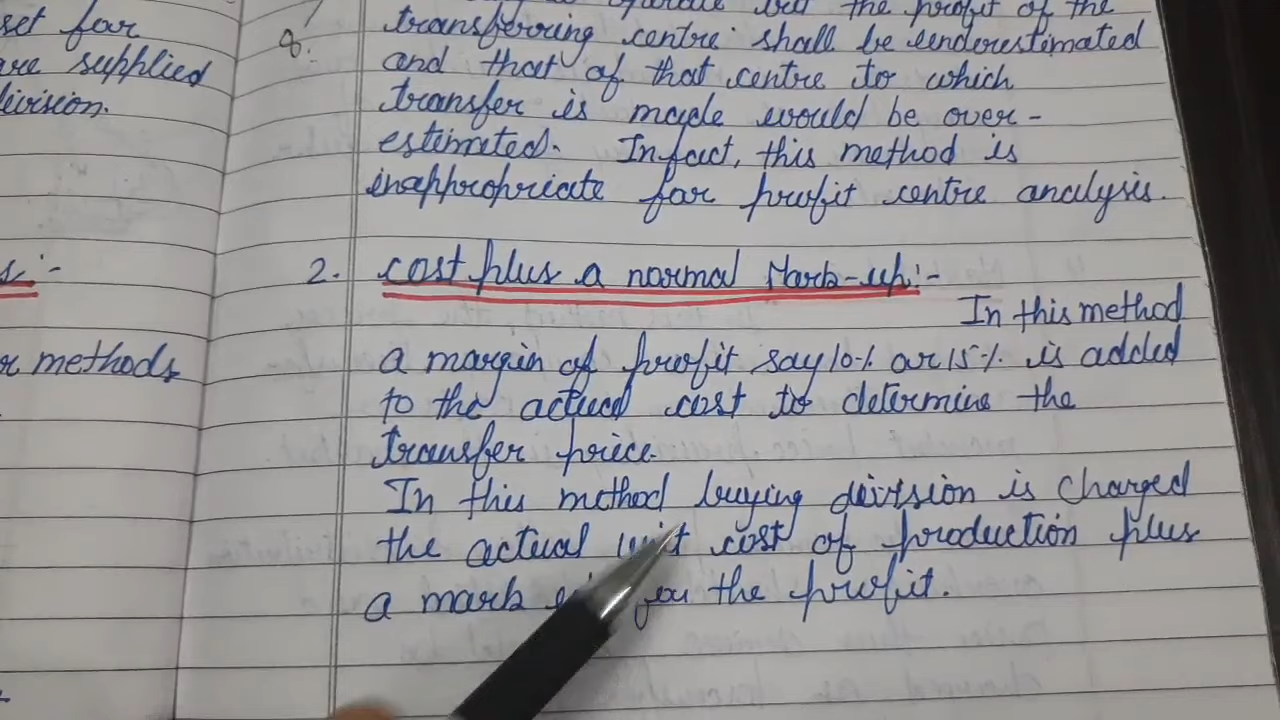 set for
are supplied
division.
s:-
r methods
but the profit of the
8. transferring centre shall be underestimated
and that of that centre to which
transfer is made would be over-
estimated. Infact, this method is
inappropriate for profit centre analysis.
2. cost plus a normal Mark-up:-
In this method
a margin of profit say 10% or 15% is added
to the actual cost to determine the
transfer price.
In this method buying division is charged
the actual unit cost of production plus
a mark for the profit.